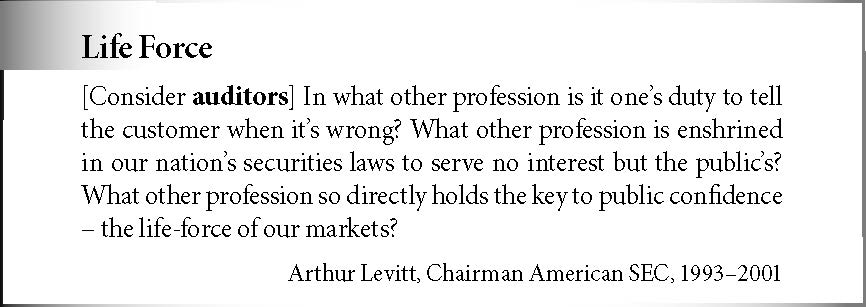 Life Force
[Consider auditors] In what other profession is it one’s duty to tell
the customer when it’s wrong? What other profession is enshrined
in our nation’s securities laws to serve no interest but the public’s?
What other profession so directly holds the key to public confidence
– the life-force of our markets?
Arthur Levitt, Chairman American SEC, 1993–2001